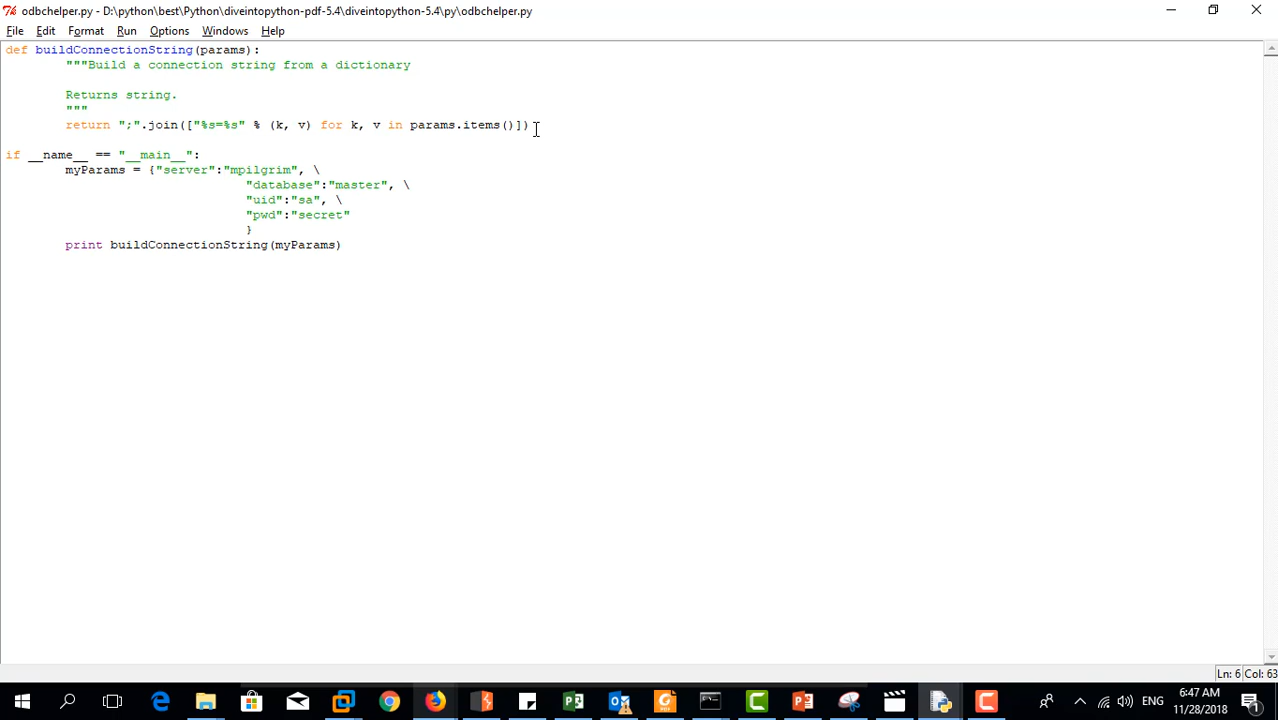 odbchelper.py - D:\python\best\Python\diveintopython-pdf-5.4\diveintopython-5.4\py\odbchelper.py
File Edit Format Run Options Windows Help
def buildConnectionString(params):
"""Build a connection string from a dictionary
Returns string.
"""
return ";".join(["%s=%s" % (k, v) for k, v in params.items()])
if __name__ == "__main__":
myParams = {"server":"mpilgrim", \
"database":"master", \
"uid":"sa", \
"pwd":"secret"
}
print buildConnectionString(myParams)
Ln: 6 Col: 63
ENG
6:47 AM
11/28/2018